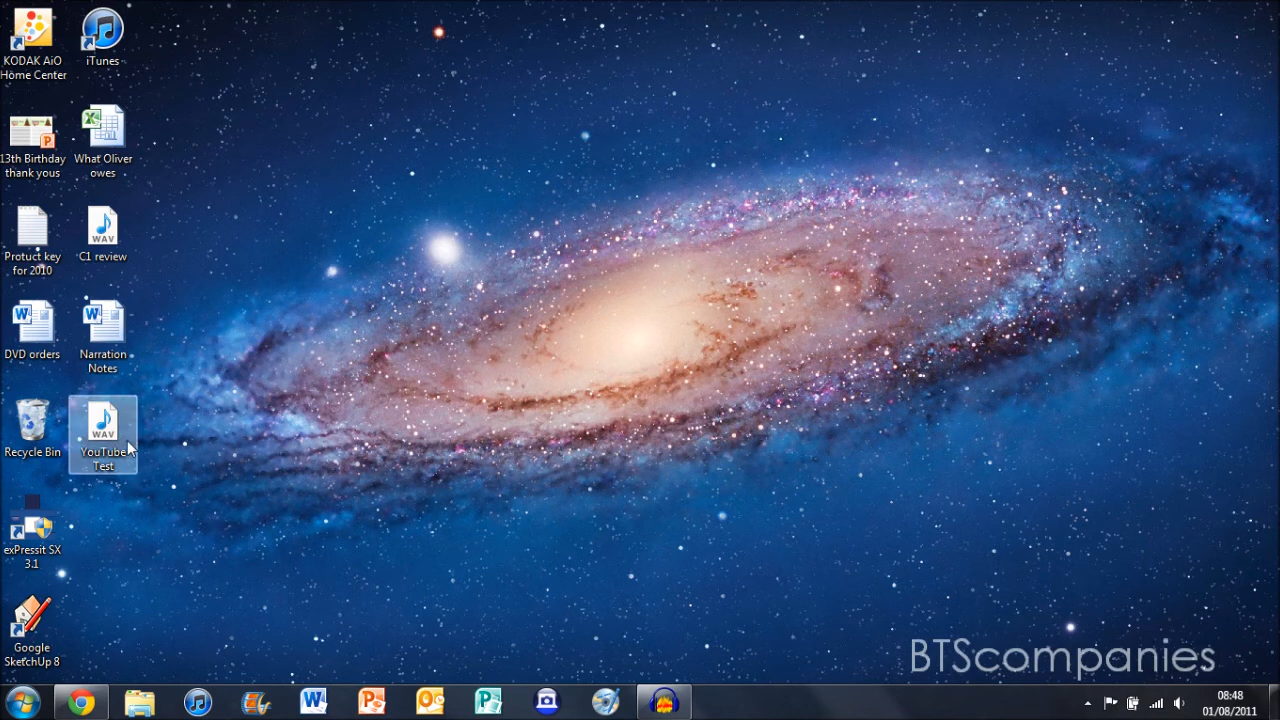 KODAK AiO
Home Center
iTunes
13th Birthday
thank yous
What Oliver
owes
Protuct key
for 2010
WAV
C1 review
DVD orders
Narration
Notes
Recycle Bin
WAV
YouTube
Test
exPressit SX
3.1
Google
SketchUp 8
BTScompanies
08:48
01/08/2011